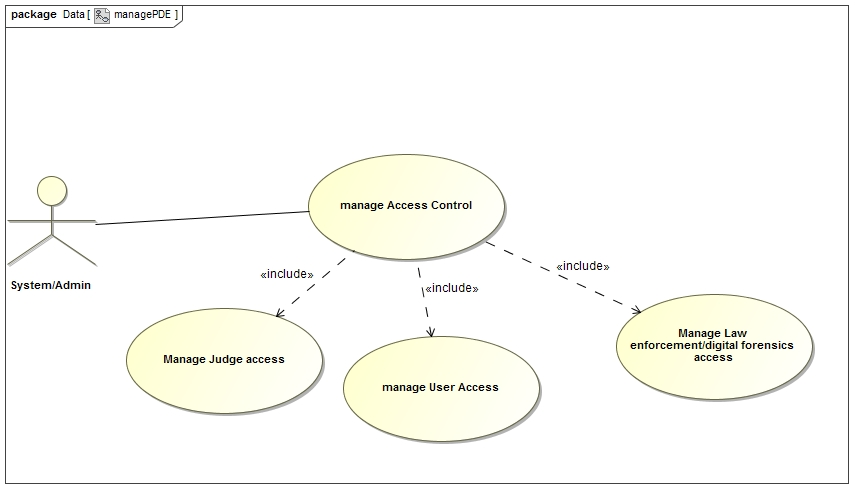 package Data [ managePDE ]
manage Access Control
System/Admin
«include»
«include»
«include»
Manage Judge access
manage User Access
Manage Law
enforcement/digital forensics
access